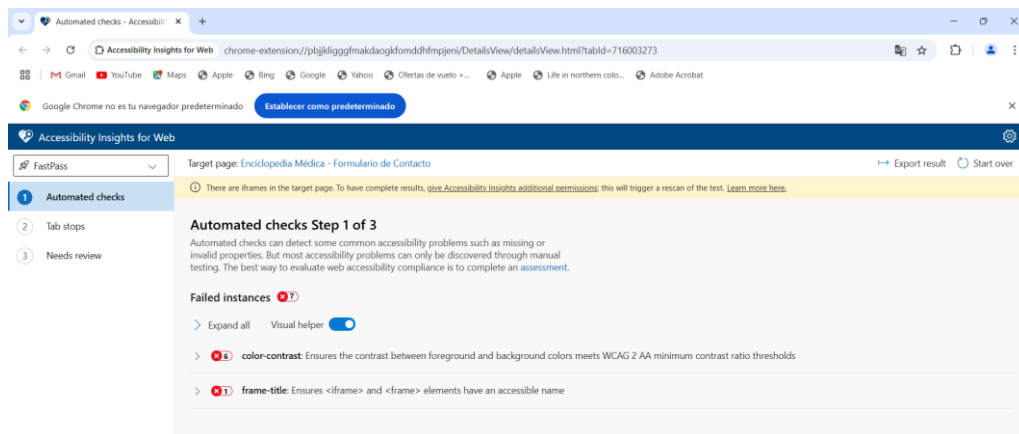 Automated checks - Accessibili
Accessibility Insights for Web chrome-extension://pbjjkligggfmakdaogkfomddhfmpjeni/DetailsView/detailsView.html?tabId=716003273
Gmail YouTube Maps Apple Bing Google Yahoo Ofertas de vuelo +... Apple Life in northern colo... Adobe Acrobat
Google Chrome no es tu navegador predeterminado Establecer como predeterminado
Accessibility Insights for Web
FastPass Target page: Enciclopedia Médica - Formulario de Contacto Export result Start over
There are iframes in the target page. To have complete results, give Accessibility Insights additional permissions; this will trigger a rescan of the test. Learn more here.
1 Automated checks
2 Tab stops
3 Needs review
Automated checks Step 1 of 3
Automated checks can detect some common accessibility problems such as missing or
invalid properties. But most accessibility problems can only be discovered through manual
testing. The best way to evaluate web accessibility compliance is to complete an assessment.
Failed instances 7
Expand all Visual helper
6 color-contrast: Ensures the contrast between foreground and background colors meets WCAG 2 AA minimum contrast ratio thresholds
1 frame-title: Ensures <iframe> and <frame> elements have an accessible name